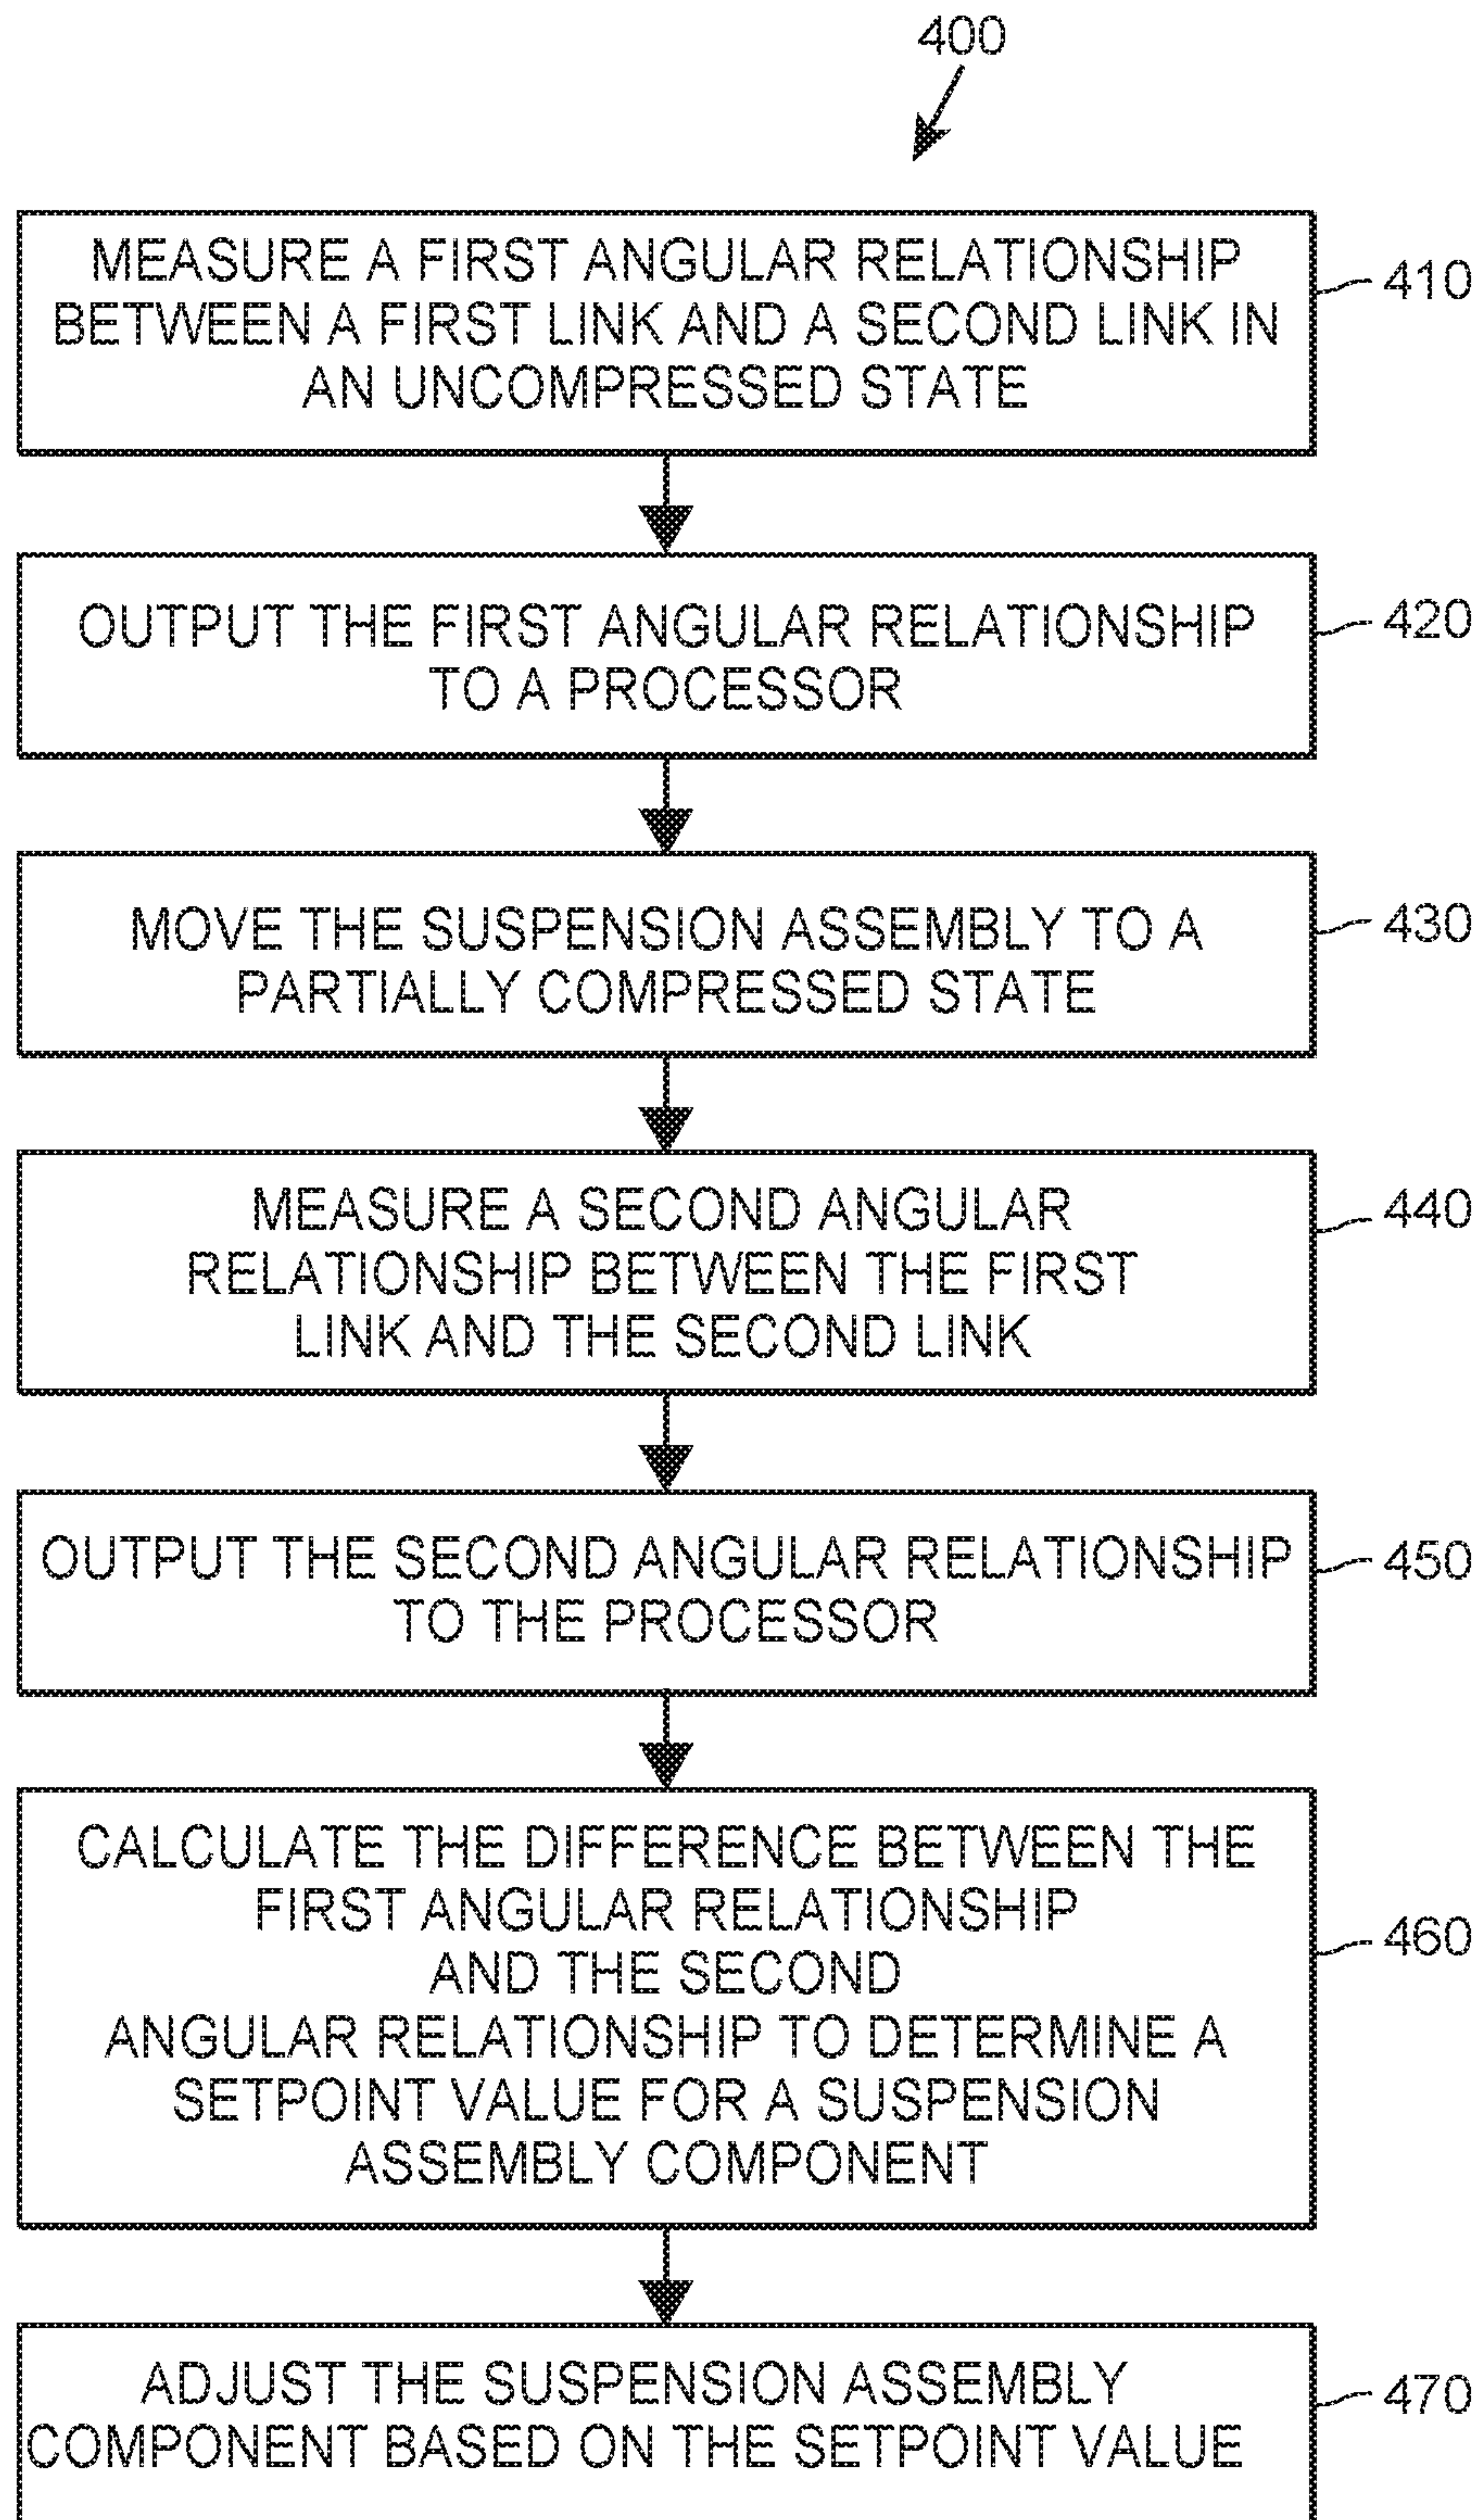 400
MEASURE A FIRST ANGULAR RELATIONSHIP
BETWEEN A FIRST LINK AND A SECOND LINK IN
AN UNCOMPRESSED STATE
410
OUTPUT THE FIRST ANGULAR RELATIONSHIP
TO A PROCESSOR
420
MOVE THE SUSPENSION ASSEMBLY TO A
PARTIALLY COMPRESSED STATE
430
MEASURE A SECOND ANGULAR
RELATIONSHIP BETWEEN THE FIRST
LINK AND THE SECOND LINK
440
OUTPUT THE SECOND ANGULAR RELATIONSHIP
TO THE PROCESSOR
450
CALCULATE THE DIFFERENCE BETWEEN THE
FIRST ANGULAR RELATIONSHIP
AND THE SECOND
ANGULAR RELATIONSHIP TO DETERMINE A
SETPOINT VALUE FOR A SUSPENSION
ASSEMBLY COMPONENT
460
ADJUST THE SUSPENSION ASSEMBLY
COMPONENT BASED ON THE SETPOINT VALUE
470